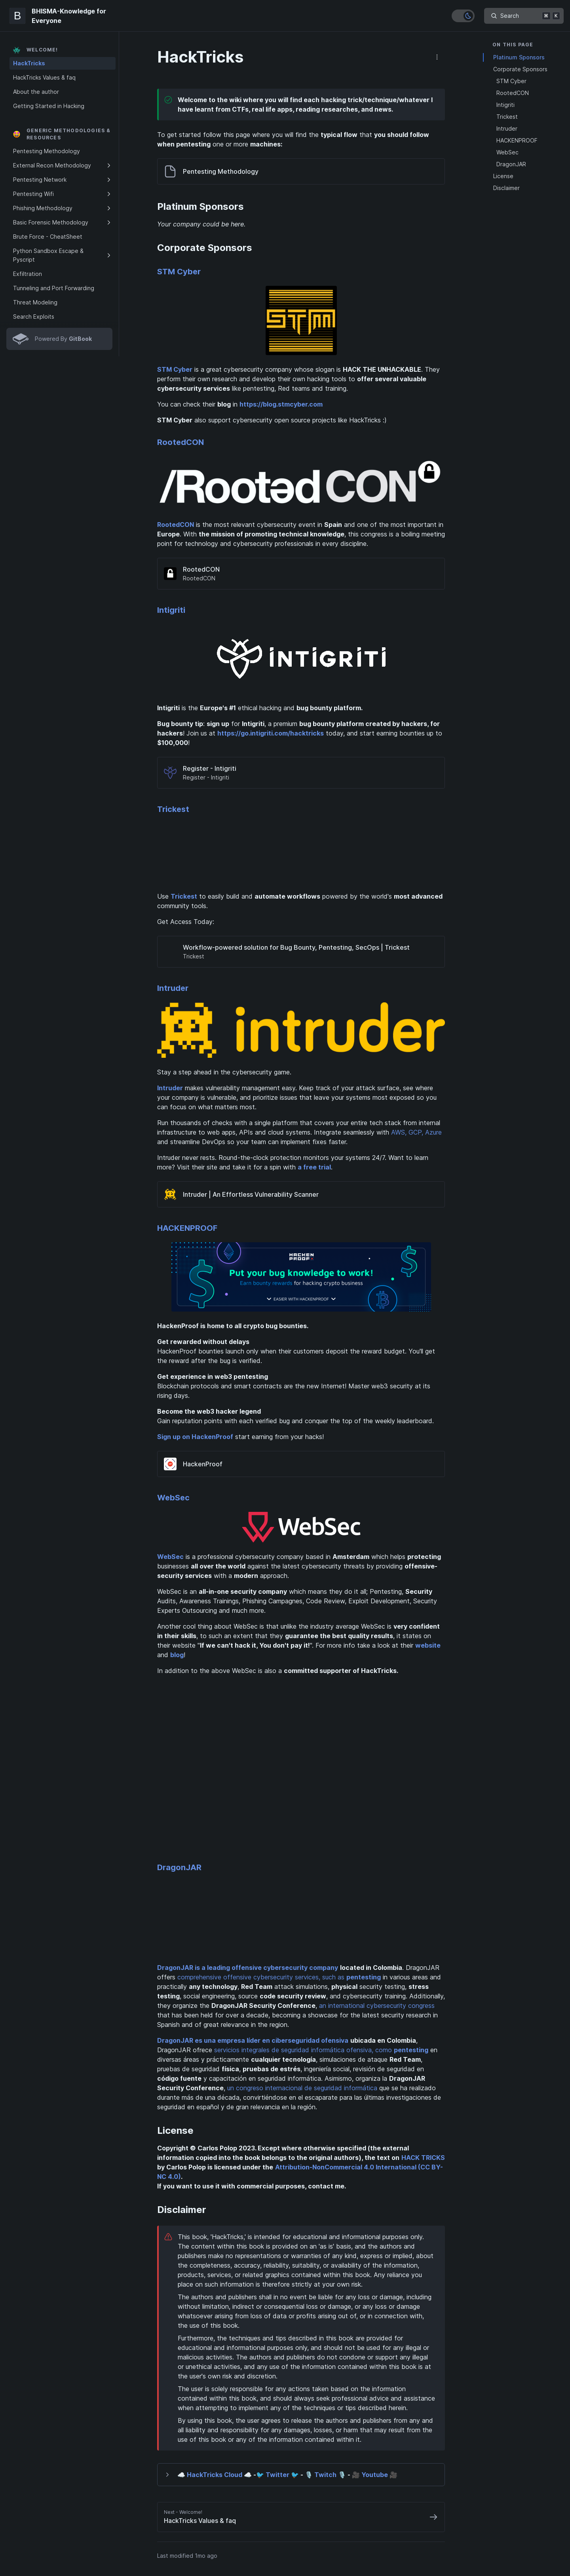 BHISMA-Knowledge for
Everyone
B
Search
⌘ K
WELCOME!
HackTricks
HackTricks Values & faq
About the author
Getting Started in Hacking
GENERIC METHODOLOGIES &
RESOURCES
Pentesting Methodology
External Recon Methodology
Pentesting Network
Pentesting Wifi
Phishing Methodology
Basic Forensic Methodology
Brute Force - CheatSheet
Python Sandbox Escape &
Pyscript
Exfiltration
Tunneling and Port Forwarding
Threat Modeling
Search Exploits
Powered By GitBook
ON THIS PAGE
Platinum Sponsors
Corporate Sponsors
STM Cyber
RootedCON
Intigriti
Trickest
Intruder
HACKENPROOF
WebSec
DragonJAR
License
Disclaimer
HackTricks
Welcome to the wiki where you will find each hacking trick/technique/whatever I
have learnt from CTFs, real life apps, reading researches, and news.
To get started follow this page where you will find the typical flow that you should follow
when pentesting one or more machines:
Pentesting Methodology
Platinum Sponsors
Your company could be here.
Corporate Sponsors
STM Cyber
STM
STM Cyber is a great cybersecurity company whose slogan is HACK THE UNHACKABLE. They
perform their own research and develop their own hacking tools to offer several valuable
cybersecurity services like pentesting, Red teams and training.
You can check their blog in https://blog.stmcyber.com
STM Cyber also support cybersecurity open source projects like HackTricks :)
RootedCON
/Rooted CON
RootedCON is the most relevant cybersecurity event in Spain and one of the most important in
Europe. With the mission of promoting technical knowledge, this congress is a boiling meeting
point for technology and cybersecurity professionals in every discipline.
RootedCON
RootedCON
Intigriti
INTIGRITI
Intigriti is the Europe's #1 ethical hacking and bug bounty platform.
Bug bounty tip: sign up for Intigriti, a premium bug bounty platform created by hackers, for
hackers! Join us at https://go.intigriti.com/hacktricks today, and start earning bounties up to
$100,000!
Register - Intigriti
Register - Intigriti
Trickest
Use Trickest to easily build and automate workflows powered by the world's most advanced
community tools.
Get Access Today:
Workflow-powered solution for Bug Bounty, Pentesting, SecOps | Trickest
Trickest
Intruder
intruder
Stay a step ahead in the cybersecurity game.
Intruder makes vulnerability management easy. Keep track of your attack surface, see where
your company is vulnerable, and prioritize issues that leave your systems most exposed so you
can focus on what matters most.
Run thousands of checks with a single platform that covers your entire tech stack from internal
infrastructure to web apps, APIs and cloud systems. Integrate seamlessly with AWS, GCP, Azure
and streamline DevOps so your team can implement fixes faster.
Intruder never rests. Round-the-clock protection monitors your systems 24/7. Want to learn
more? Visit their site and take it for a spin with a free trial.
Intruder | An Effortless Vulnerability Scanner
HACKENPROOF
HACKEN
PROOF
Put your bug knowledge to work!
Earn bounty rewards for hacking crypto business
EASIER WITH HACKENPROOF
HackenProof is home to all crypto bug bounties.
Get rewarded without delays
HackenProof bounties launch only when their customers deposit the reward budget. You'll get
the reward after the bug is verified.
Get experience in web3 pentesting
Blockchain protocols and smart contracts are the new Internet! Master web3 security at its
rising days.
Become the web3 hacker legend
Gain reputation points with each verified bug and conquer the top of the weekly leaderboard.
Sign up on HackenProof start earning from your hacks!
HackenProof
WebSec
WebSec
WebSec is a professional cybersecurity company based in Amsterdam which helps protecting
businesses all over the world against the latest cybersecurity threats by providing offensive-
security services with a modern approach.
WebSec is an all-in-one security company which means they do it all; Pentesting, Security
Audits, Awareness Trainings, Phishing Campagnes, Code Review, Exploit Development, Security
Experts Outsourcing and much more.
Another cool thing about WebSec is that unlike the industry average WebSec is very confident
in their skills, to such an extent that they guarantee the best quality results, it states on
their website "If we can't hack it, You don't pay it!". For more info take a look at their website
and blog!
In addition to the above WebSec is also a committed supporter of HackTricks.
DragonJAR
DragonJAR is a leading offensive cybersecurity company located in Colombia. DragonJAR
offers comprehensive offensive cybersecurity services, such as pentesting in various areas and
practically any technology, Red Team attack simulations, physical security testing, stress
testing, social engineering, source code security review, and cybersecurity training. Additionally,
they organize the DragonJAR Security Conference, an international cybersecurity congress
that has been held for over a decade, becoming a showcase for the latest security research in
Spanish and of great relevance in the region.
DragonJAR es una empresa líder en ciberseguridad ofensiva ubicada en Colombia,
DragonJAR ofrece servicios integrales de seguridad informática ofensiva, como pentesting en
diversas áreas y prácticamente cualquier tecnología, simulaciones de ataque Red Team,
pruebas de seguridad física, pruebas de estrés, ingeniería social, revisión de seguridad en
código fuente y capacitación en seguridad informática. Asimismo, organiza la DragonJAR
Security Conference, un congreso internacional de seguridad informática que se ha realizado
durante más de una década, convirtiéndose en el escaparate para las últimas investigaciones de
seguridad en español y de gran relevancia en la región.
License
Copyright © Carlos Polop 2023. Except where otherwise specified (the external
information copied into the book belongs to the original authors), the text on HACK TRICKS
by Carlos Polop is licensed under the Attribution-NonCommercial 4.0 International (CC BY-
NC 4.0).
If you want to use it with commercial purposes, contact me.
Disclaimer
This book, 'HackTricks,' is intended for educational and informational purposes only.
The content within this book is provided on an 'as is' basis, and the authors and
publishers make no representations or warranties of any kind, express or implied, about
the completeness, accuracy, reliability, suitability, or availability of the information,
products, services, or related graphics contained within this book. Any reliance you
place on such information is therefore strictly at your own risk.
The authors and publishers shall in no event be liable for any loss or damage, including
without limitation, indirect or consequential loss or damage, or any loss or damage
whatsoever arising from loss of data or profits arising out of, or in connection with,
the use of this book.
Furthermore, the techniques and tips described in this book are provided for
educational and informational purposes only, and should not be used for any illegal or
malicious activities. The authors and publishers do not condone or support any illegal
or unethical activities, and any use of the information contained within this book is at
the user's own risk and discretion.
The user is solely responsible for any actions taken based on the information
contained within this book, and should always seek professional advice and assistance
when attempting to implement any of the techniques or tips described herein.
By using this book, the user agrees to release the authors and publishers from any and
all liability and responsibility for any damages, losses, or harm that may result from the
use of this book or any of the information contained within it.
☁️ HackTricks Cloud ☁️ -🐦 Twitter 🐦 - 🎙️ Twitch 🎙️ - 🎥 Youtube 🎥
Next - Welcome!
HackTricks Values & faq
Last modified 1mo ago